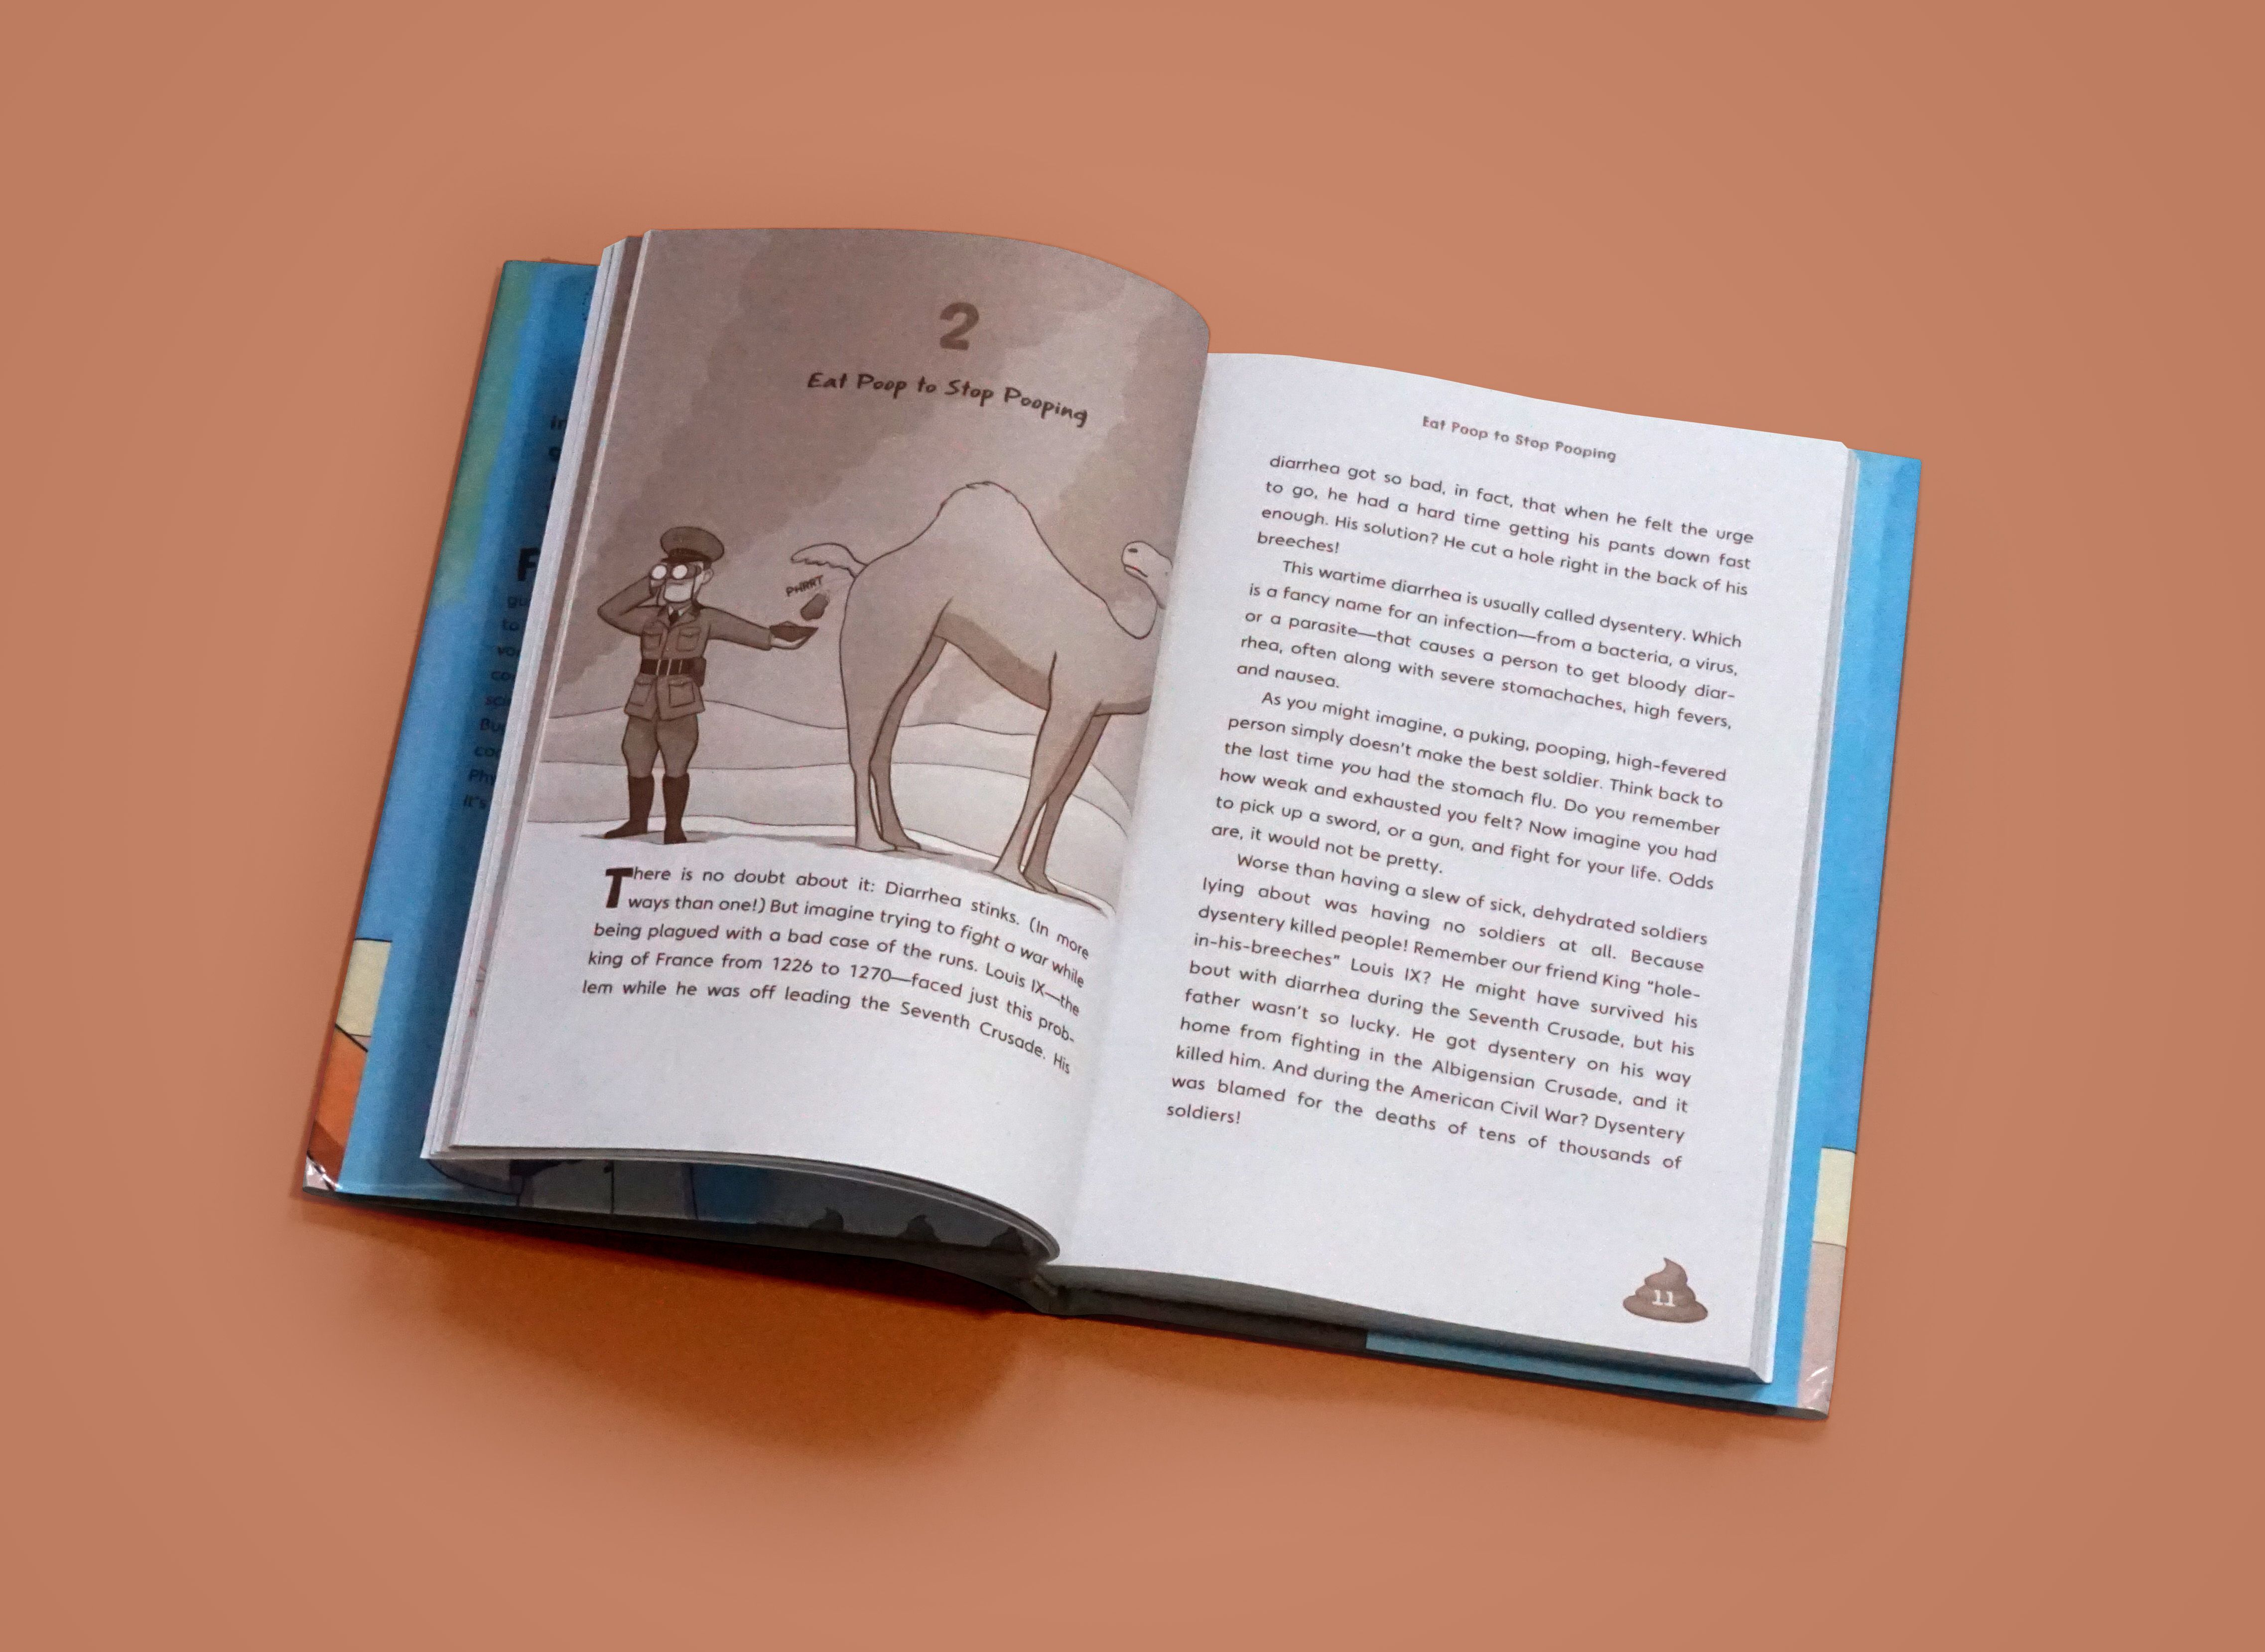 2
Eat Poop to Stop Pooping
PHRRT
There is no doubt about it: Diarrhea stinks. (In more
ways than one!) But imagine trying to fight a war while
being plagued with a bad case of the runs. Louis IX—the
king of France from 1226 to 1270—faced just this prob-
lem while he was off leading the Seventh Crusade. His
Eat Poop to Stop Pooping
diarrhea got so bad, in fact, that when he felt the urge
to go, he had a hard time getting his pants down fast
enough. His solution? He cut a hole right in the back of his
breeches!
This wartime diarrhea is usually called dysentery. Which
is a fancy name for an infection—from a bacteria, a virus,
or a parasite—that causes a person to get bloody diar-
rhea, often along with severe stomachaches, high fevers,
and nausea.
As you might imagine, a puking, pooping, high-fevered
person simply doesn't make the best soldier. Think back to
the last time you had the stomach flu. Do you remember
how weak and exhausted you felt? Now imagine you had
to pick up a sword, or a gun, and fight for your life. Odds
are, it would not be pretty.
Worse than having a slew of sick, dehydrated soldiers
lying about was having no soldiers at all. Because
dysentery killed people! Remember our friend King "hole-
in-his-breeches" Louis IX? He might have survived his
bout with diarrhea during the Seventh Crusade, but his
father wasn't so lucky. He got dysentery on his way
home from fighting in the Albigensian Crusade, and it
killed him. And during the American Civil War? Dysentery
was blamed for the deaths of tens of thousands of
soldiers!
11